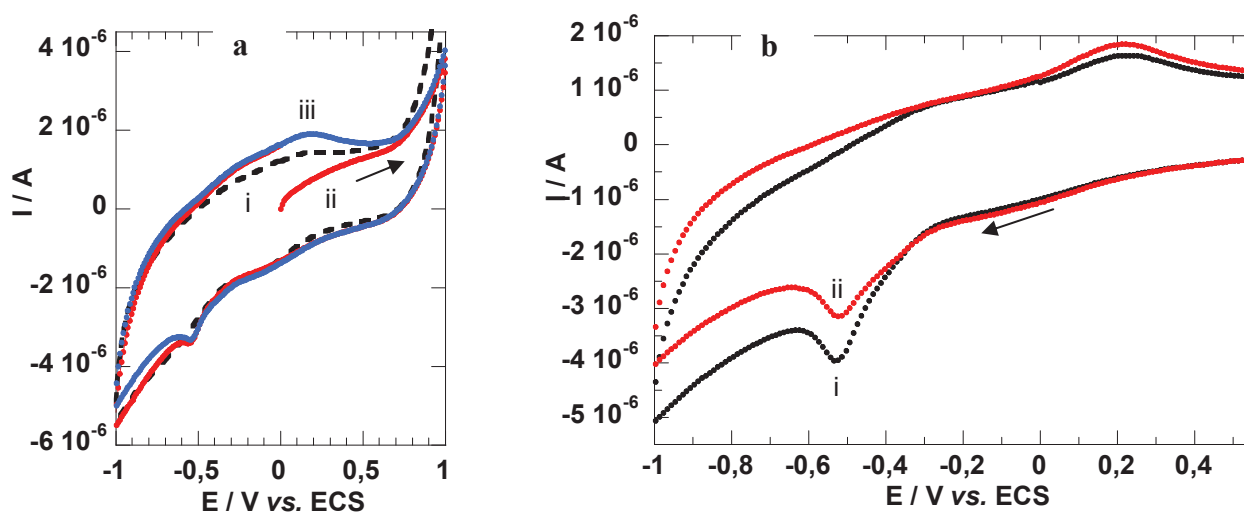 a
I / A
4 10⁻⁶
2 10⁻⁶
0
-2 10⁻⁶
-4 10⁻⁶
-6 10⁻⁶
iii
i
ii
-1
-0,5
0
0,5
1
E / V vs. ECS
b
I / A
2 10⁻⁶
1 10⁻⁶
0
-1 10⁻⁶
-2 10⁻⁶
-3 10⁻⁶
-4 10⁻⁶
-5 10⁻⁶
ii
i
-1
-0,8
-0,6
-0,4
-0,2
0
0,2
0,4
E / V vs. ECS